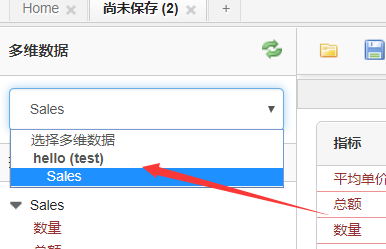 Home
尚未保存 (2)
+
多维数据
Sales
选择多维数据
hello (test)
Sales
Sales
数量
指标
平均单价
总额
数量